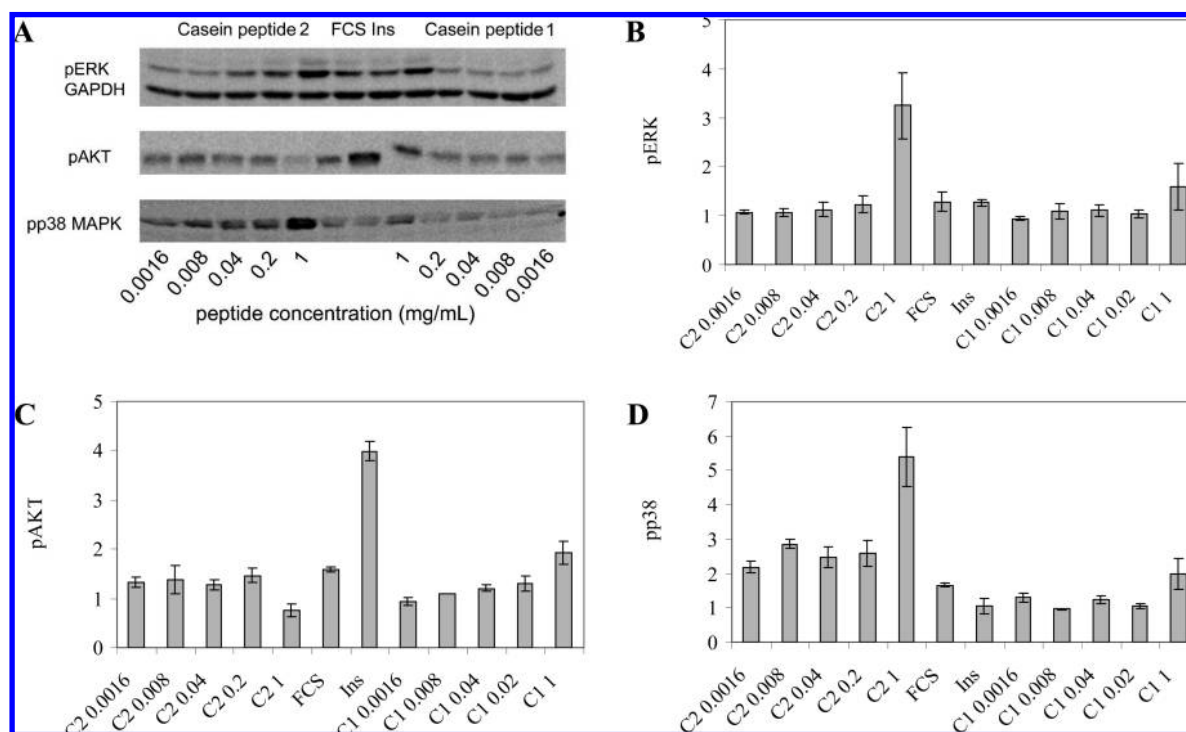 A
Casein peptide 2 FCS Ins Casein peptide 1
pERK
GAPDH
pAKT
pp38 MAPK
0.0016 0.008 0.04 0.2 1 1 0.2 0.04 0.008 0.0016
peptide concentration (mg/mL)
B
5
4
3
2
1
0
pERK
C2 0.0016 C2 0.008 C2 0.04 C2 0.2 C2 1 FCS Ins C1 0.0016 C1 0.008 C1 0.04 C1 0.02 C1 1
C
5
4
3
2
1
0
pAKT
C2 0.0016 C2 0.008 C2 0.04 C2 0.2 C2 1 FCS Ins C1 0.0016 C1 0.008 C1 0.04 C1 0.02 C1 1
D
7
6
5
4
3
2
1
0
pp38
C2 0.0016 C2 0.008 C2 0.04 C2 0.2 C2 1 FCS Ins C1 0.0016 C1 0.008 C1 0.04 C1 0.02 C1 1